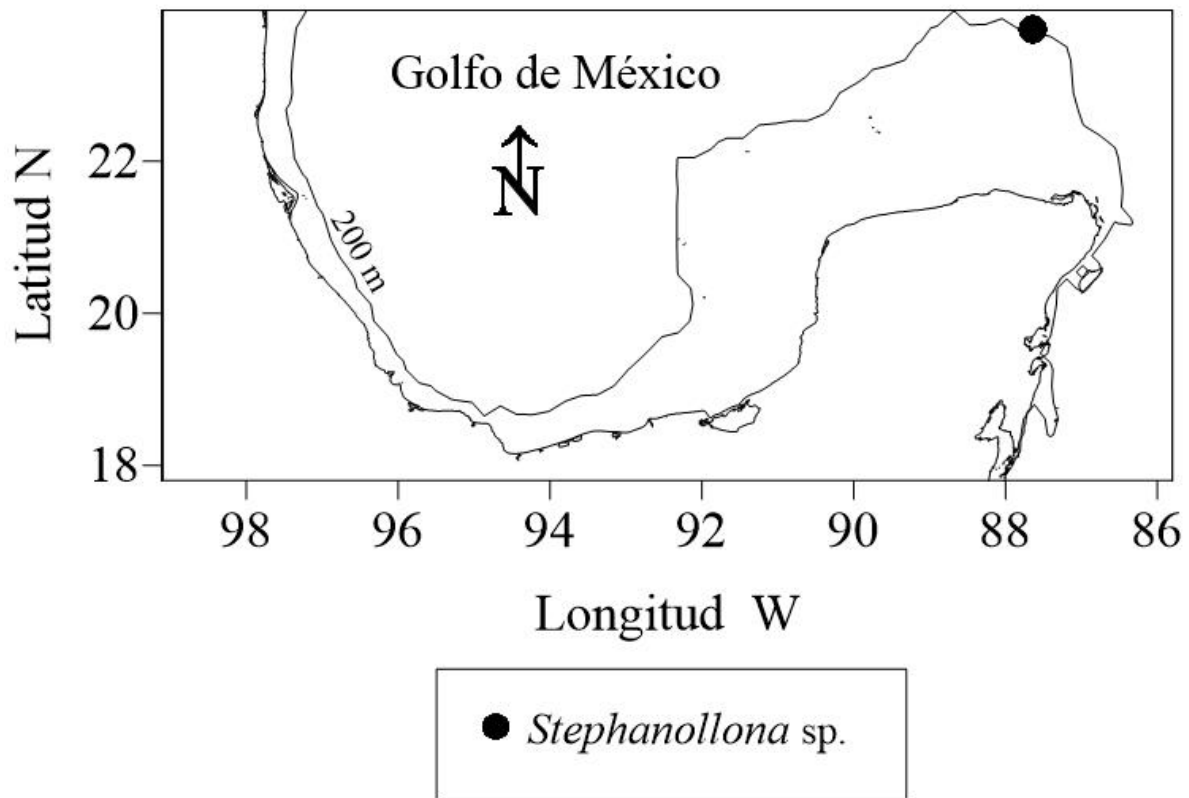 Golfo de México
N
200 m
Latitud N
22
20
18
98 96 94 92 90 88 86
Longitud W
Stephanollona sp.